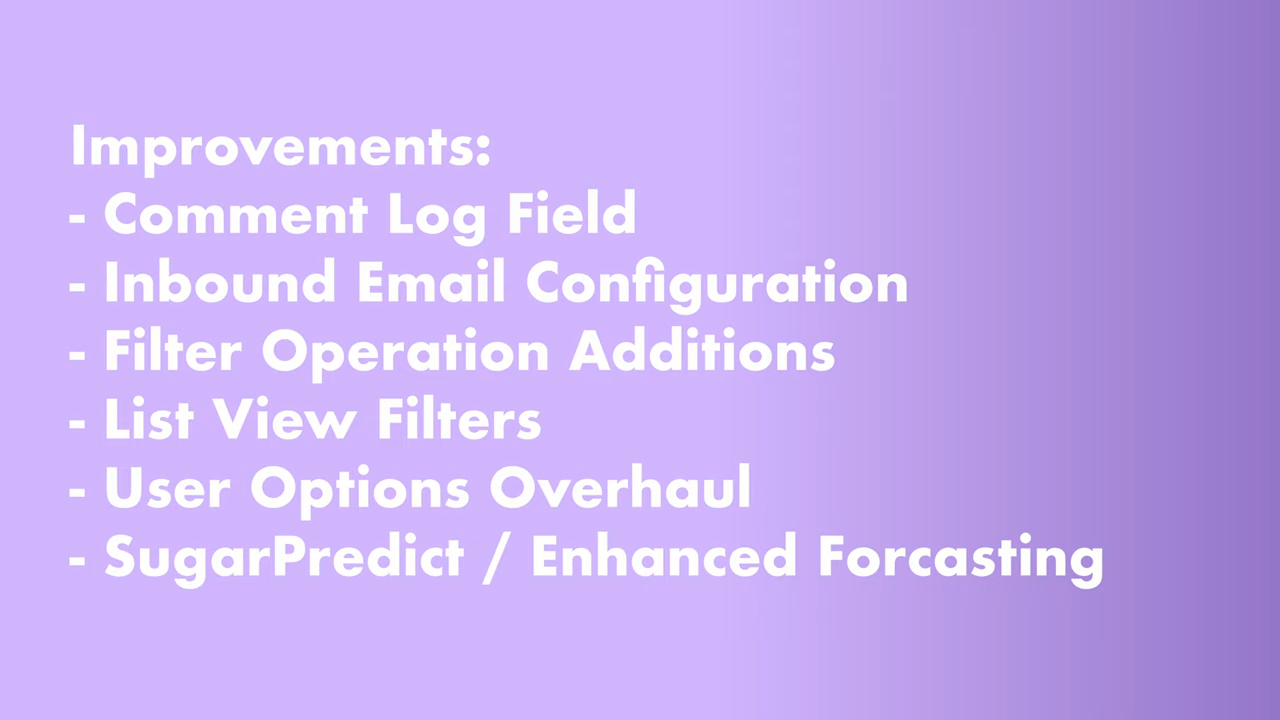 Improvements:
- Comment Log Field
- Inbound Email Configuration
- Filter Operation Additions
- List View Filters
- User Options Overhaul
- SugarPredict / Enhanced Forcasting